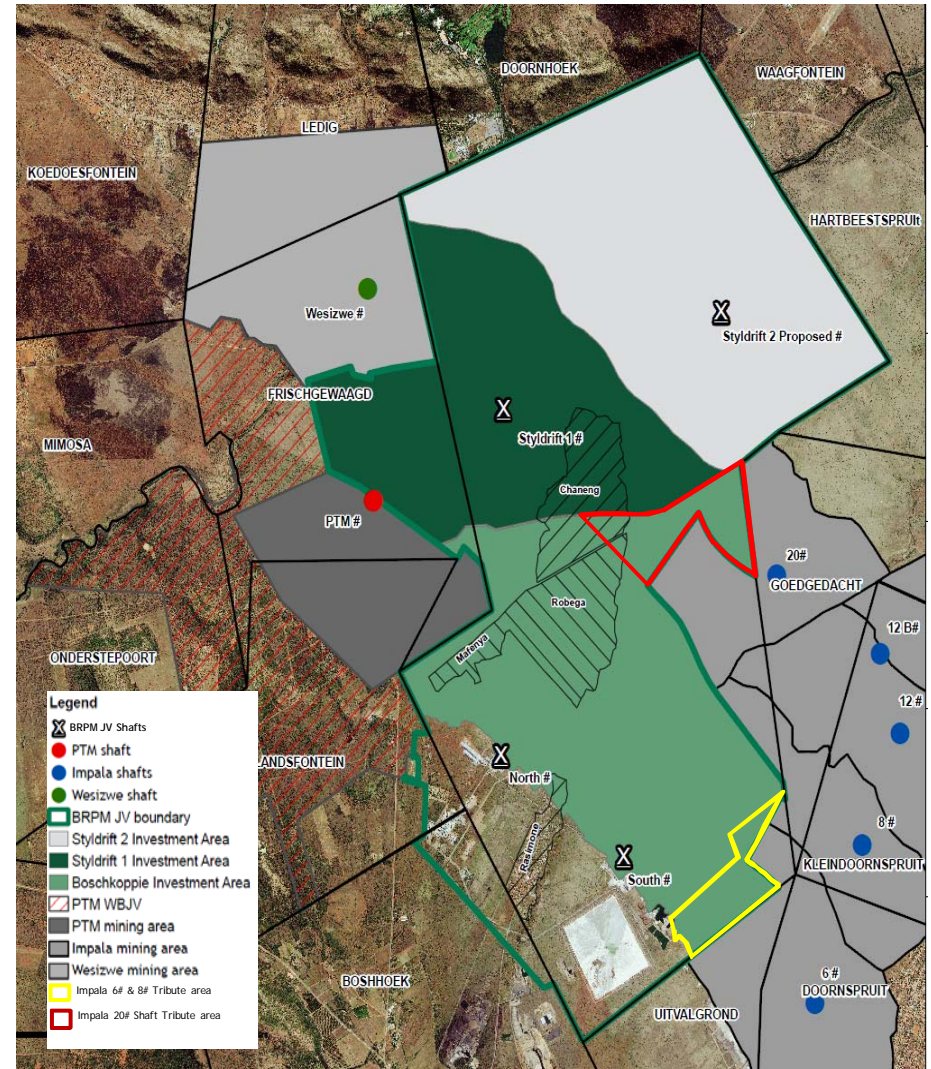 DOORNHOEK
WAAGFONTEIN
LEDIG
KOEDOESFONTEIN
HARTBEESTSPRUIt
Wesizwe #
Styldrift 2 Proposed #
FRISCHGEWAAGD
MIMOSA
Styldrift 1 #
Chaneng
PTM #
20#
GOEDGEDACHT
Robega
12 B#
Mafenya
ONDERSTEPOORT
12 #
LANDSFONTEIN
North #
8 #
KLEINDOORNSPRUIT
Rasimone
South #
BOSHHOEK
6 #
DOORNSPRUIT
UITVALGROND
Legend
X BRPM JV Shafts
PTM shaft
Impala shafts
Wesizwe shaft
BRPM JV boundary
Styldrift 2 Investment Area
Styldrift 1 Investment Area
Boschkoppie Investment Area
PTM WBJV
PTM mining area
Impala mining area
Wesizwe mining area
Impala 6# & 8# Tribute area
Impala 20# Shaft Tribute area